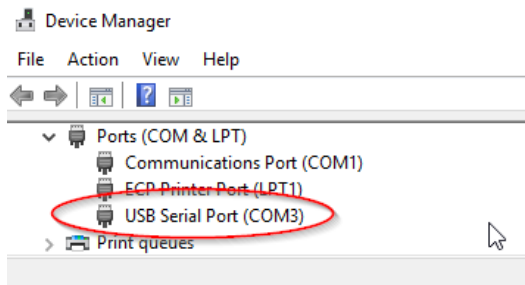 Device Manager
File Action View Help
Ports (COM & LPT)
Communications Port (COM1)
ECP Printer Port (LPT1)
USB Serial Port (COM3)
Print queues